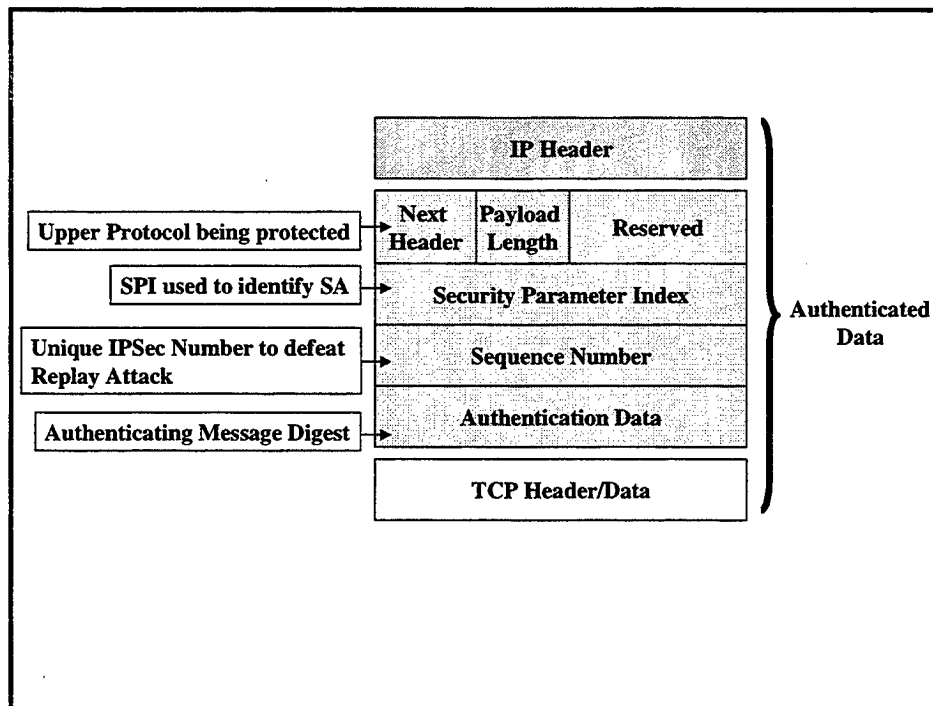 IP Header
Upper Protocol being protected
Next
Header
Payload
Length
Reserved
SPI used to identify SA
Security Parameter Index
Unique IPSec Number to defeat
Replay Attack
Sequence Number
Authenticating Message Digest
Authentication Data
TCP Header/Data
Authenticated
Data